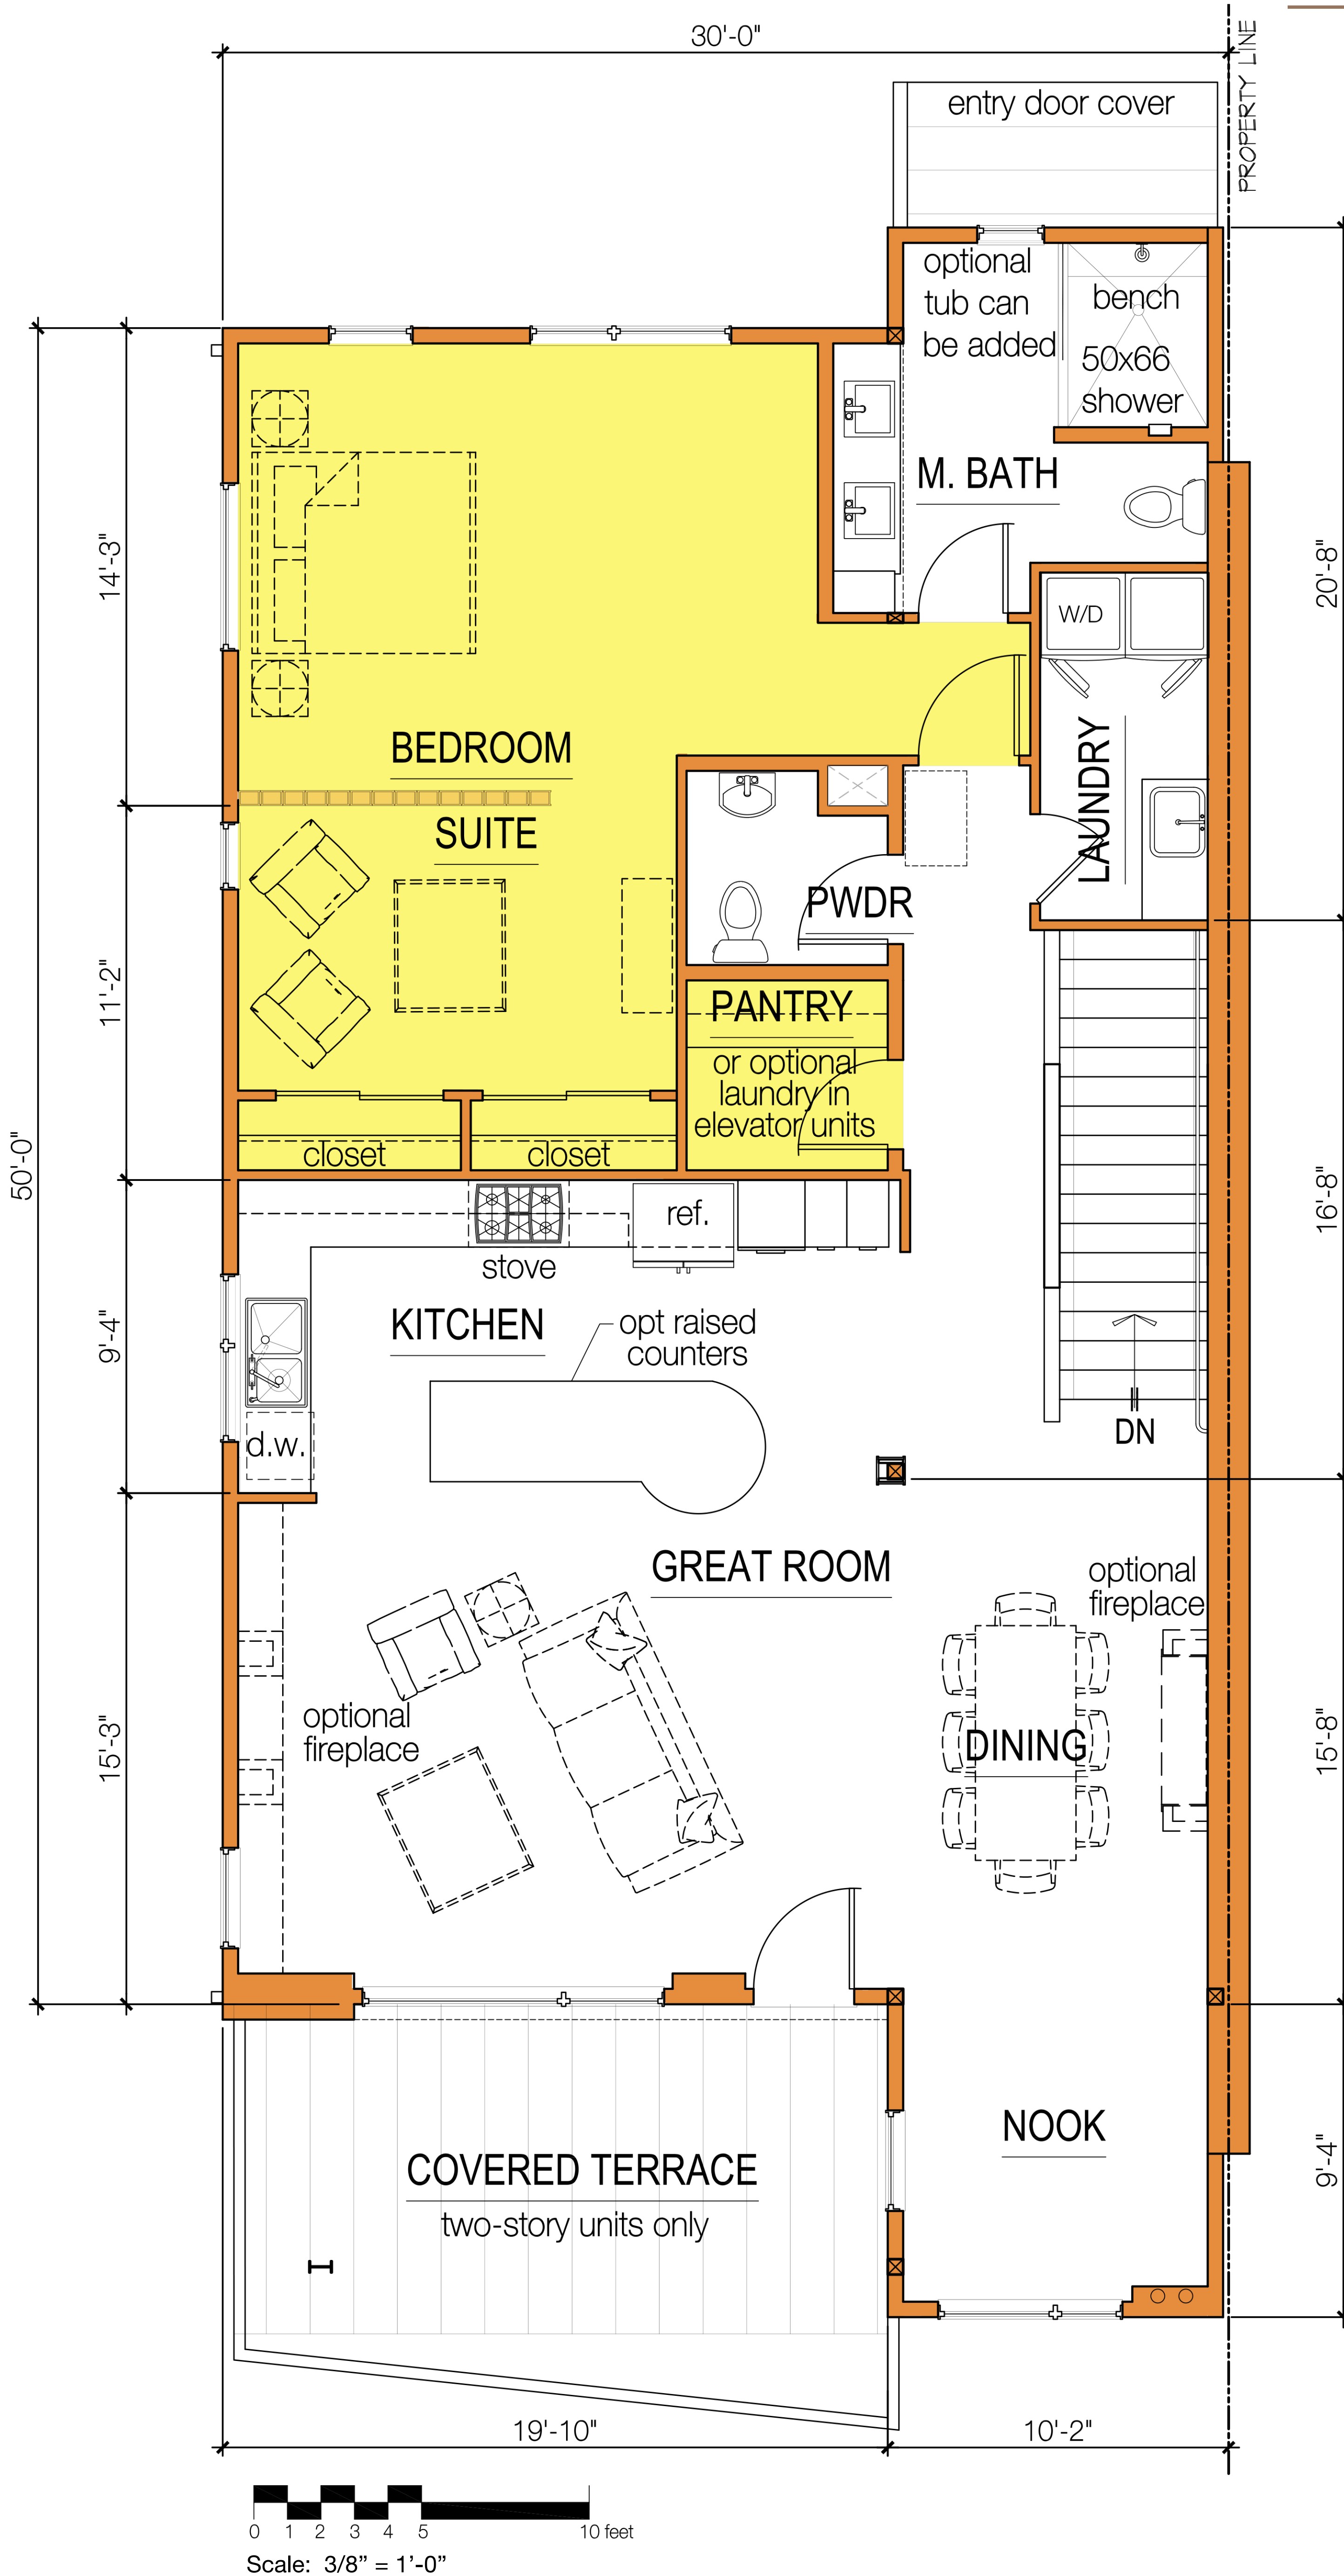 30'-0"
PROPERTY LINE
entry door cover
optional
tub can
be added
bench
50x66
shower
M. BATH
14'-3"
20'-8"
W/D
LAUNDRY
BEDROOM
SUITE
PWDR
11'-2"
PANTRY
or optional
laundry in
elevator units
closet
closet
50'-0"
16'-8"
ref.
stove
KITCHEN
opt raised
counters
9'-4"
d.w.
DN
GREAT ROOM
optional
fireplace
optional
fireplace
DINING
15'-3"
15'-8"
NOOK
COVERED TERRACE
two-story units only
9'-4"
19'-10"
10'-2"
0 1 2 3 4 5 10 feet
Scale: 3/8” = 1’-0”